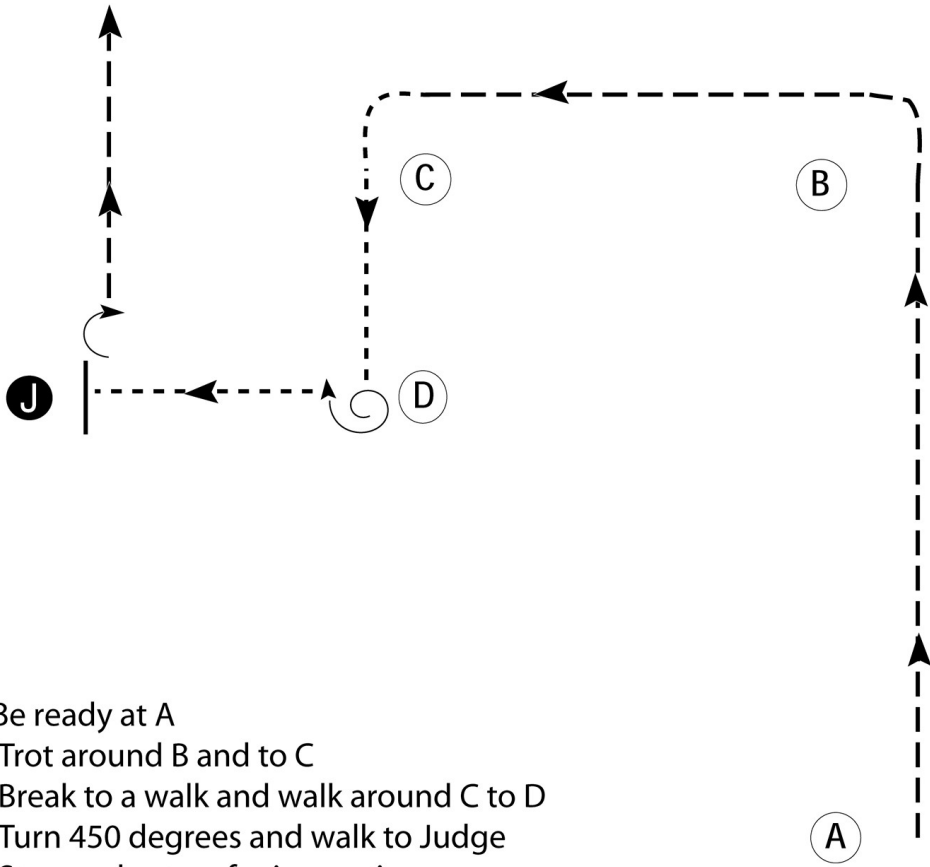 C
B
D
J
Be ready at A
Trot around B and to C
Break to a walk and walk around C to D
Turn 450 degrees and walk to Judge
A